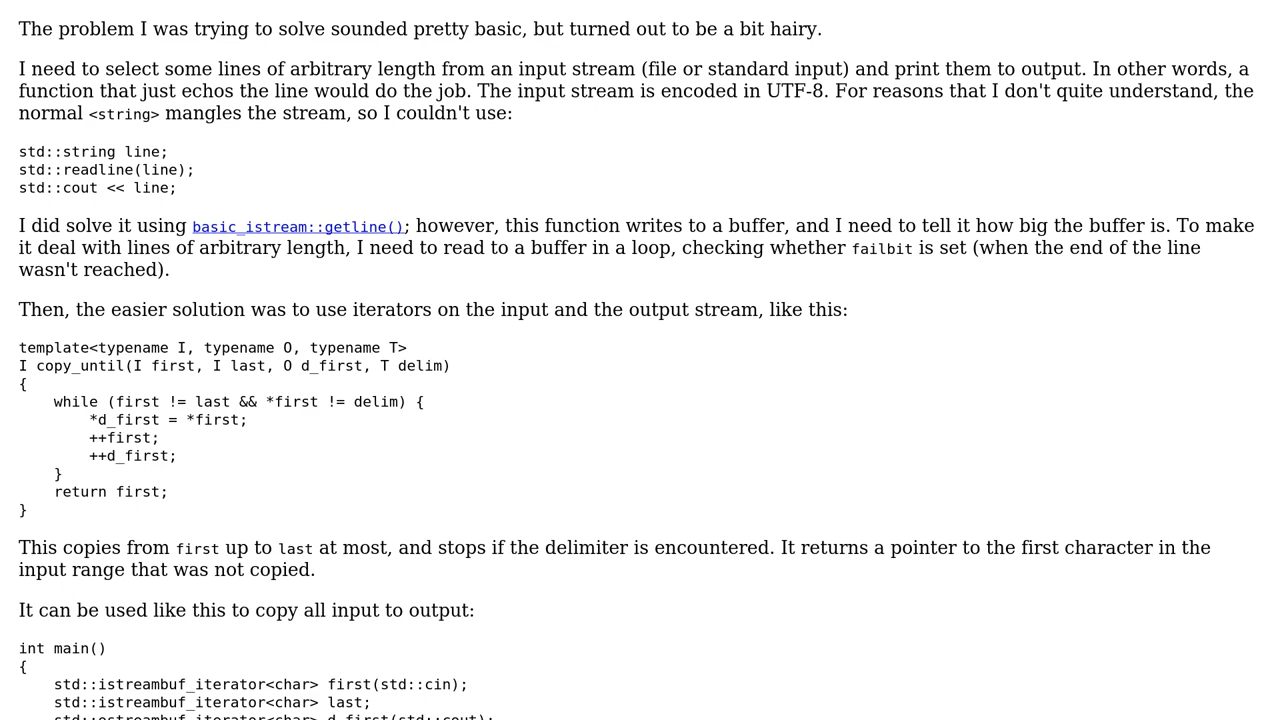 The problem I was trying to solve sounded pretty basic, but turned out to be a bit hairy.
I need to select some lines of arbitrary length from an input stream (file or standard input) and print them to output. In other words, a
function that just echos the line would do the job. The input stream is encoded in UTF-8. For reasons that I don't quite understand, the
normal <string> mangles the stream, so I couldn't use:
std::string line;
std::readline(line);
std::cout << line;
I did solve it using basic_istream::getline(); however, this function writes to a buffer, and I need to tell it how big the buffer is. To make
it deal with lines of arbitrary length, I need to read to a buffer in a loop, checking whether failbit is set (when the end of the line
wasn't reached).
Then, the easier solution was to use iterators on the input and the output stream, like this:
template<typename I, typename O, typename T>
I copy_until(I first, I last, O d_first, T delim)
{
    while (first != last && *first != delim) {
        *d_first = *first;
        ++first;
        ++d_first;
    }
    return first;
}
This copies from first up to last at most, and stops if the delimiter is encountered. It returns a pointer to the first character in the
input range that was not copied.
It can be used like this to copy all input to output:
int main()
{
    std::istreambuf_iterator<char> first(std::cin);
    std::istreambuf_iterator<char> last;
    std::ostreambuf_iterator<char> d_first(std::cout);